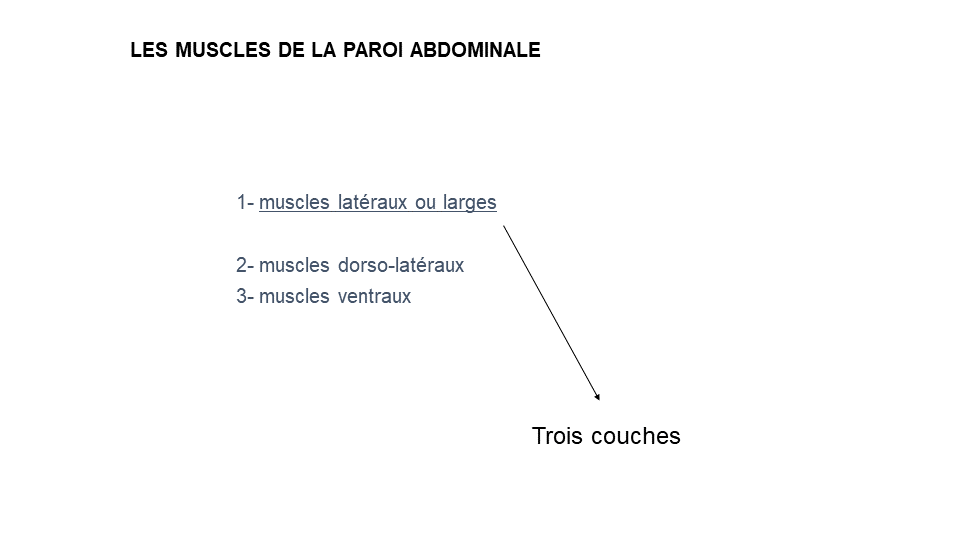 LES MUSCLES DE LA PAROI ABDOMINALE
1- muscles latéraux ou larges
2- muscles dorso-latéraux
3- muscles ventraux
Trois couches